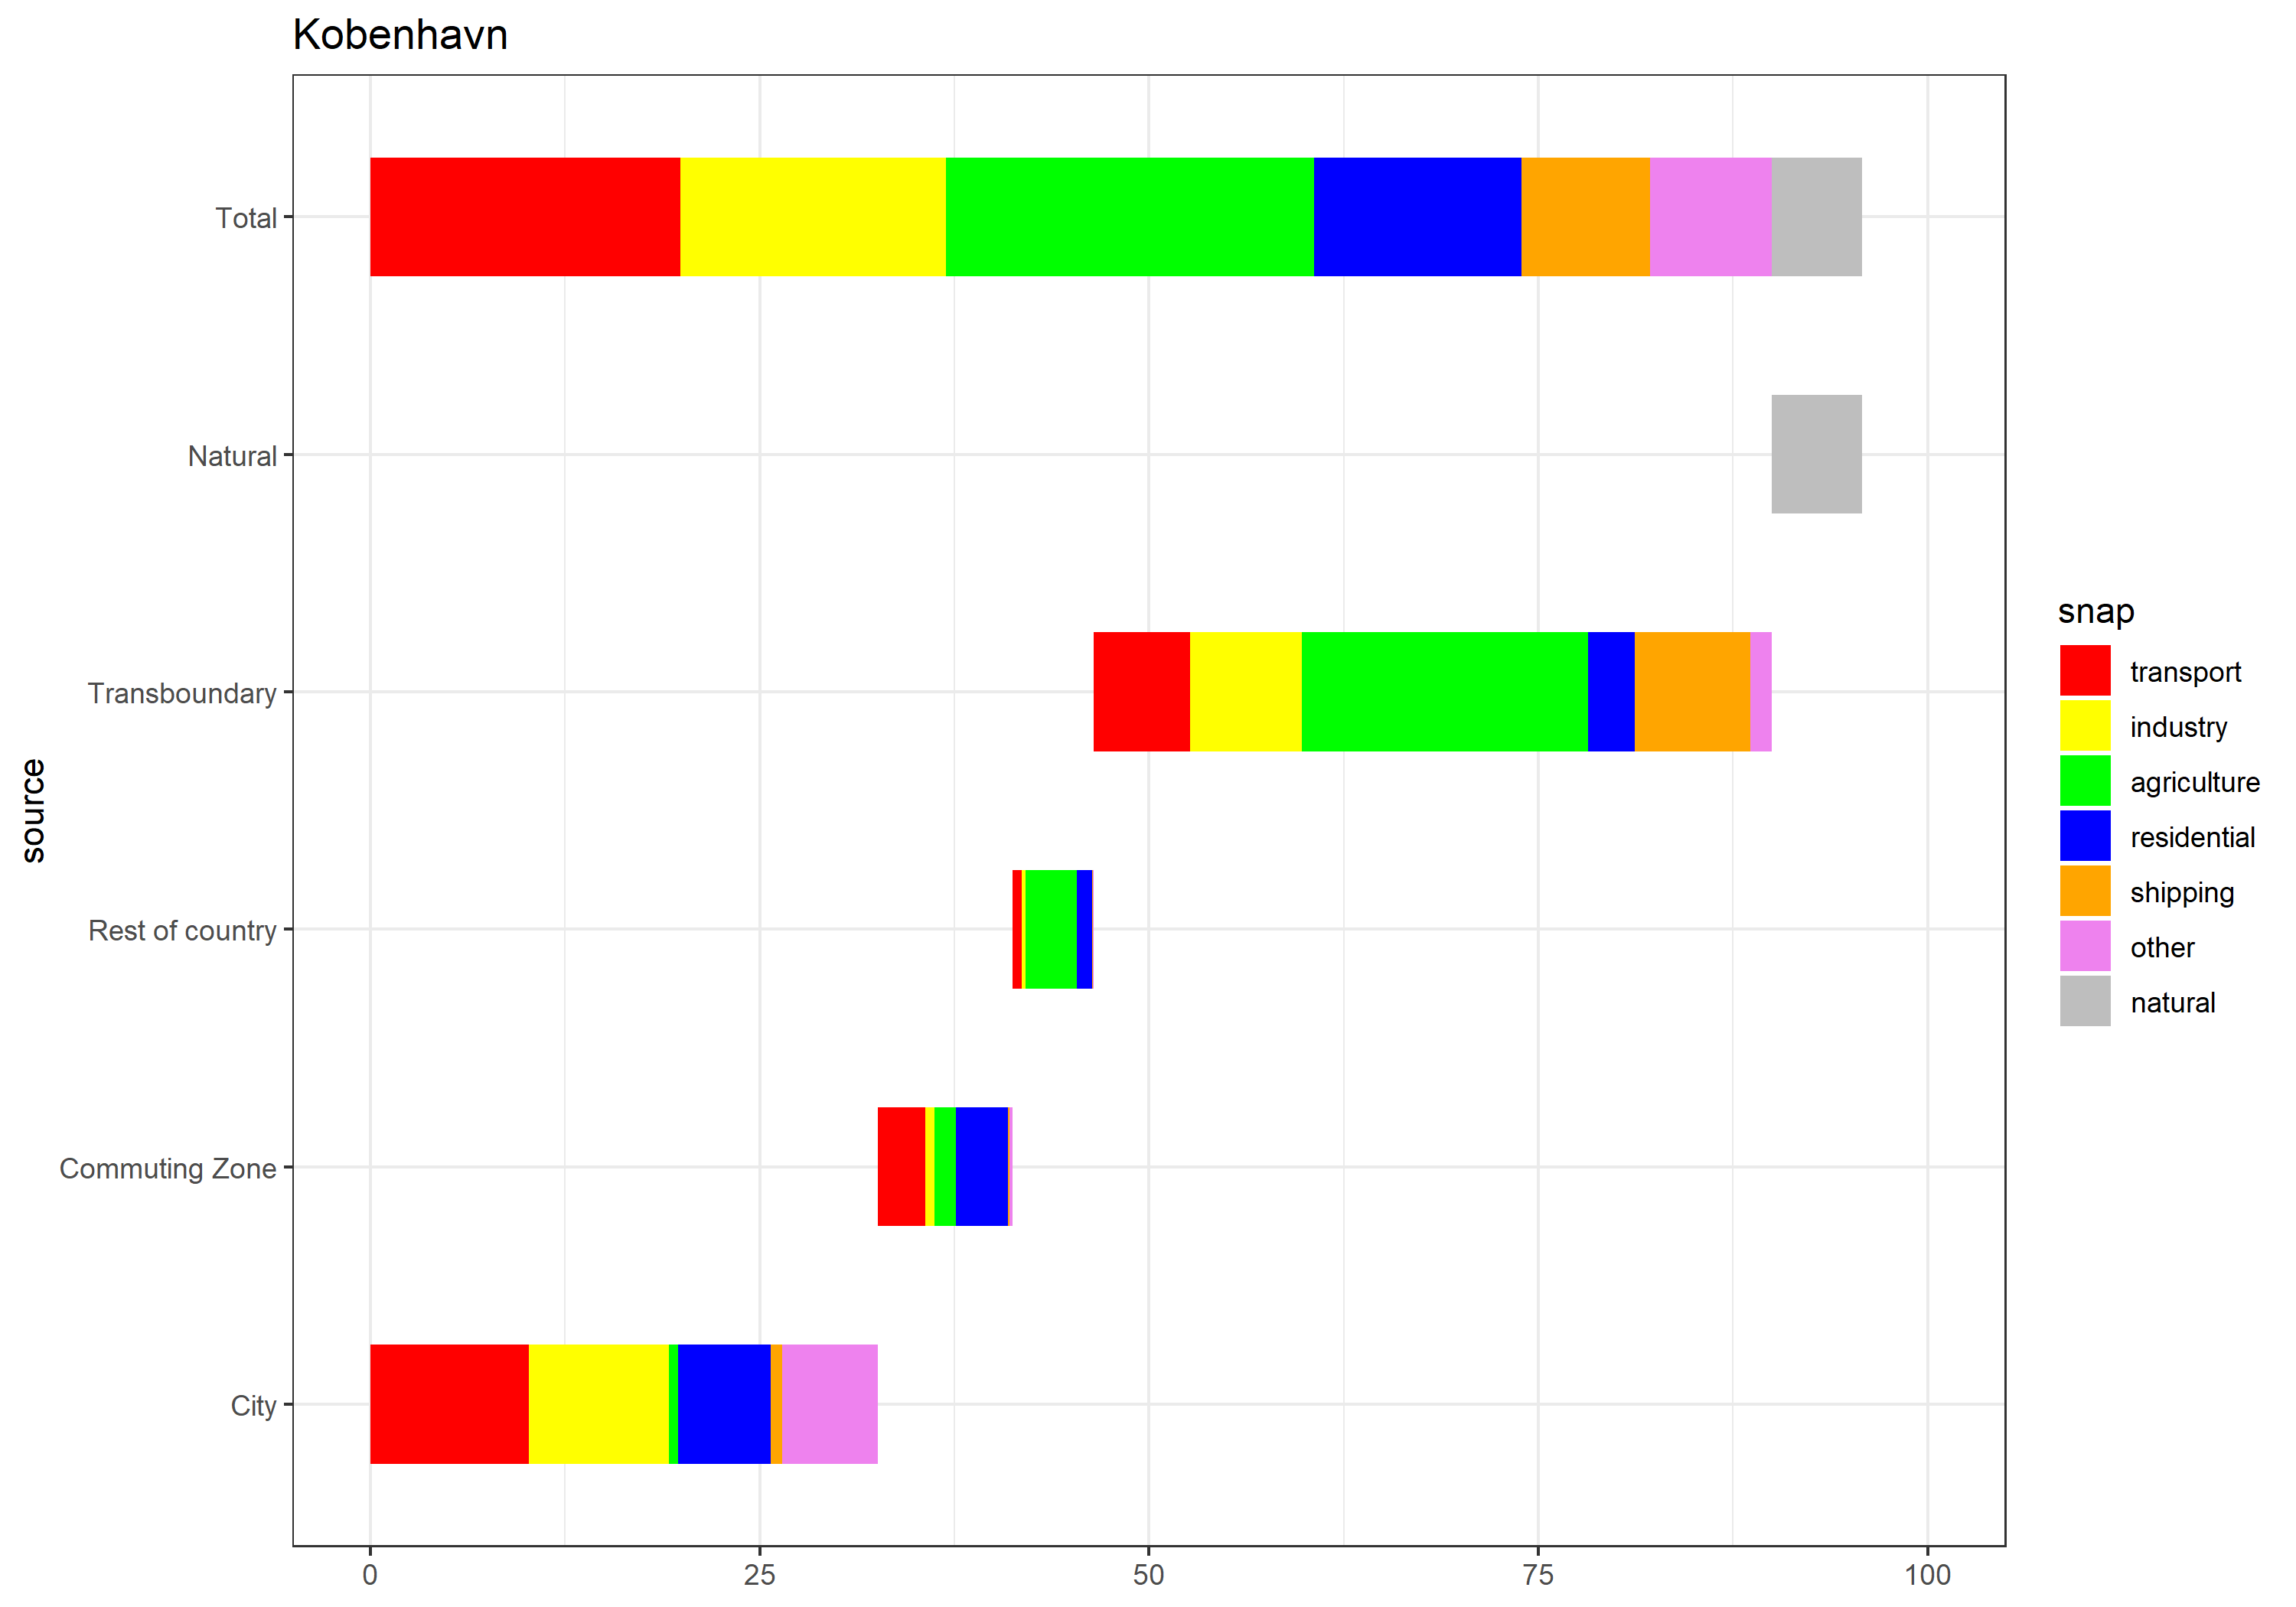 Kobenhavn
Total
Natural
Transboundary
Rest of country
Commuting Zone
City
source
0 25 50 75 100
snap
transport
industry
agriculture
residential
shipping
other
natural